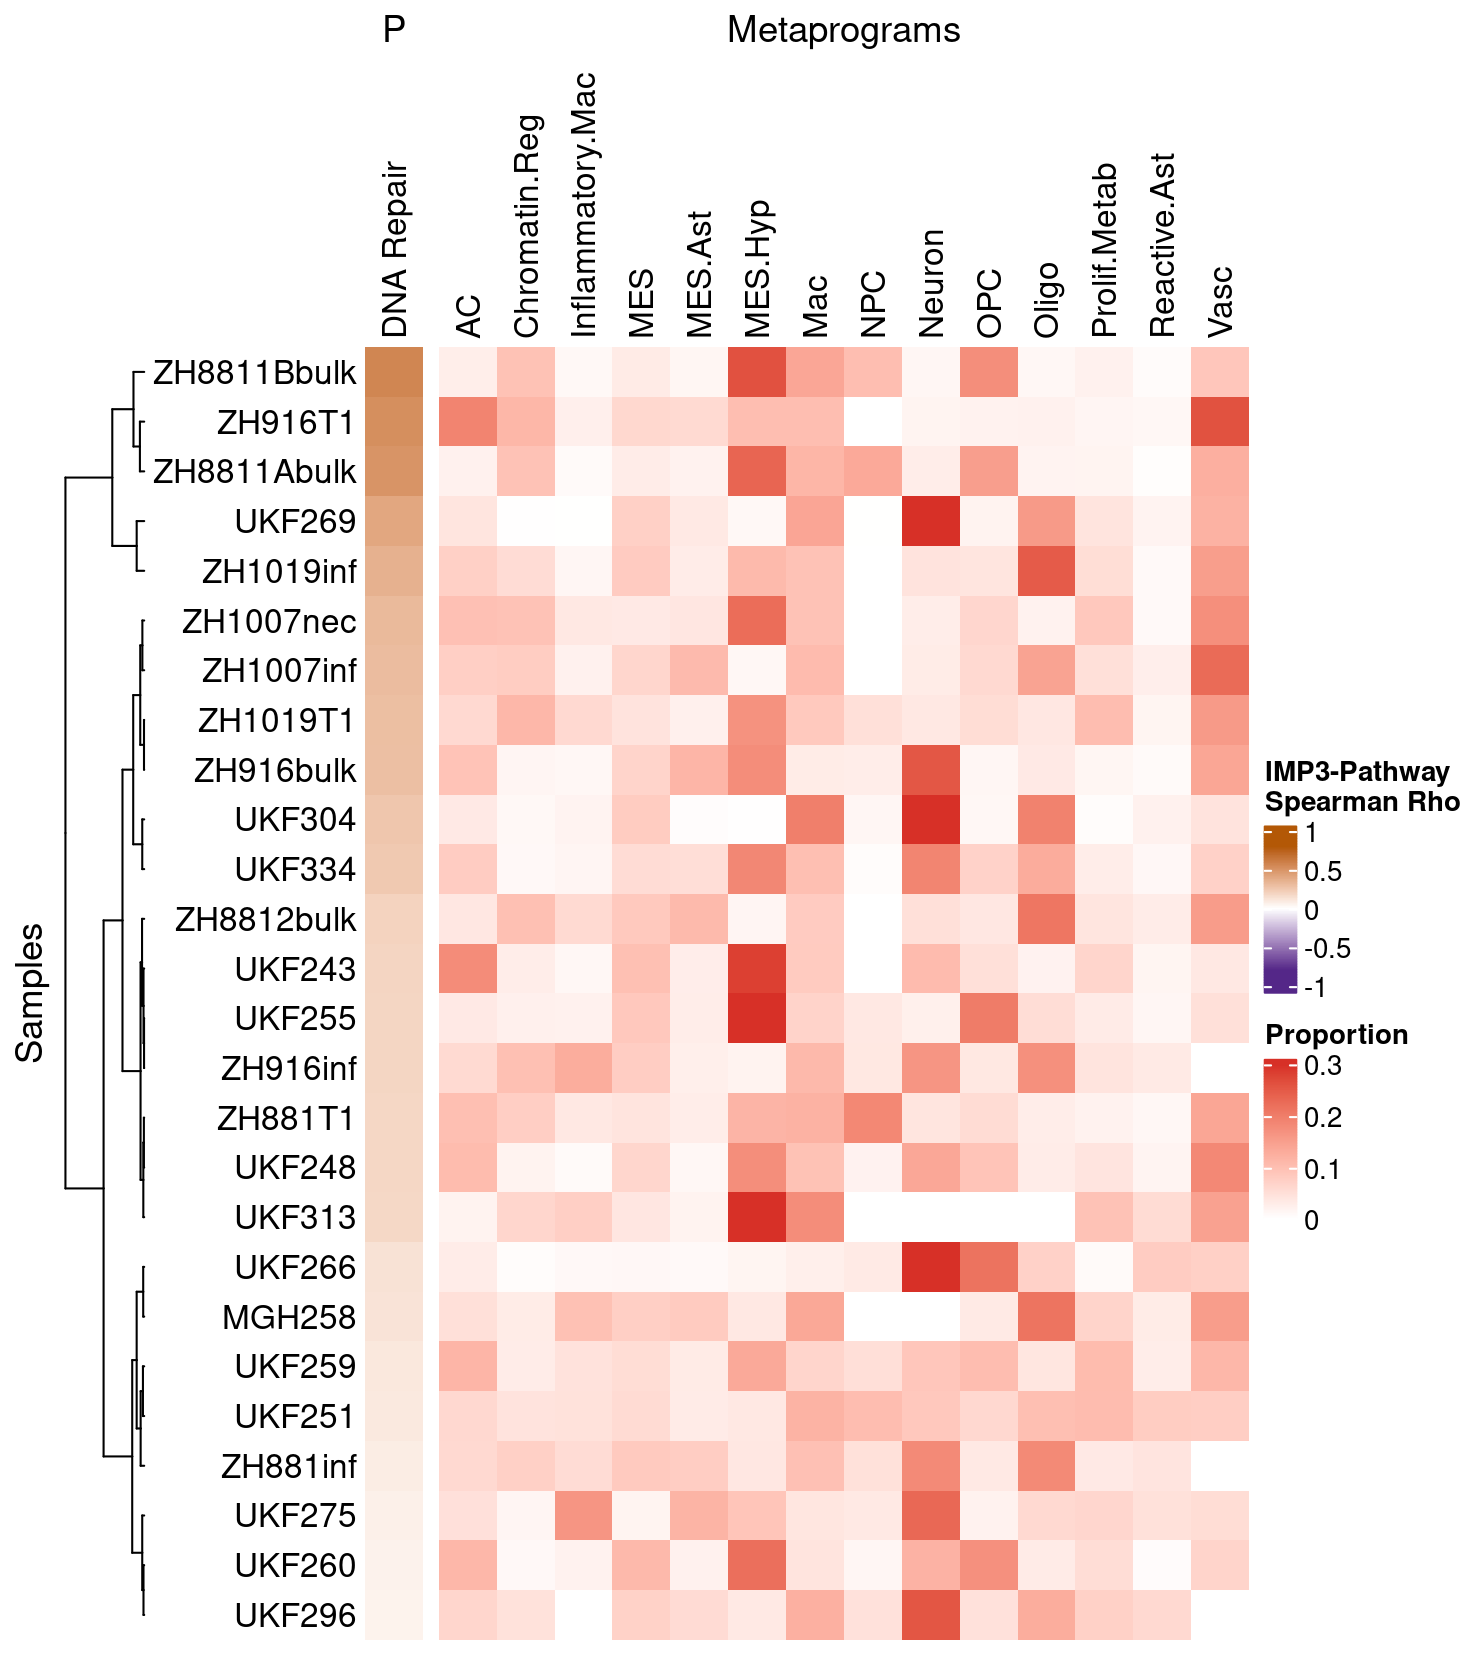 P
Metaprograms
DNA Repair
AC
Chromatin.Reg
Inflammatory.Mac
MES
MES.Ast
MES.Hyp
Mac
NPC
Neuron
OPC
Oligo
Prolif.Metab
Reactive.Ast
Vasc
Samples
ZH8811Bbulk
ZH916T1
ZH8811Abulk
UKF269
ZH1019inf
ZH1007nec
ZH1007inf
ZH1019T1
ZH916bulk
UKF304
UKF334
ZH8812bulk
UKF243
UKF255
ZH916inf
ZH881T1
UKF248
UKF313
UKF266
MGH258
UKF259
UKF251
ZH881inf
UKF275
UKF260
UKF296
IMP3-Pathway
Spearman Rho
1
0.5
0
-0.5
-1
Proportion
0.3
0.2
0.1
0